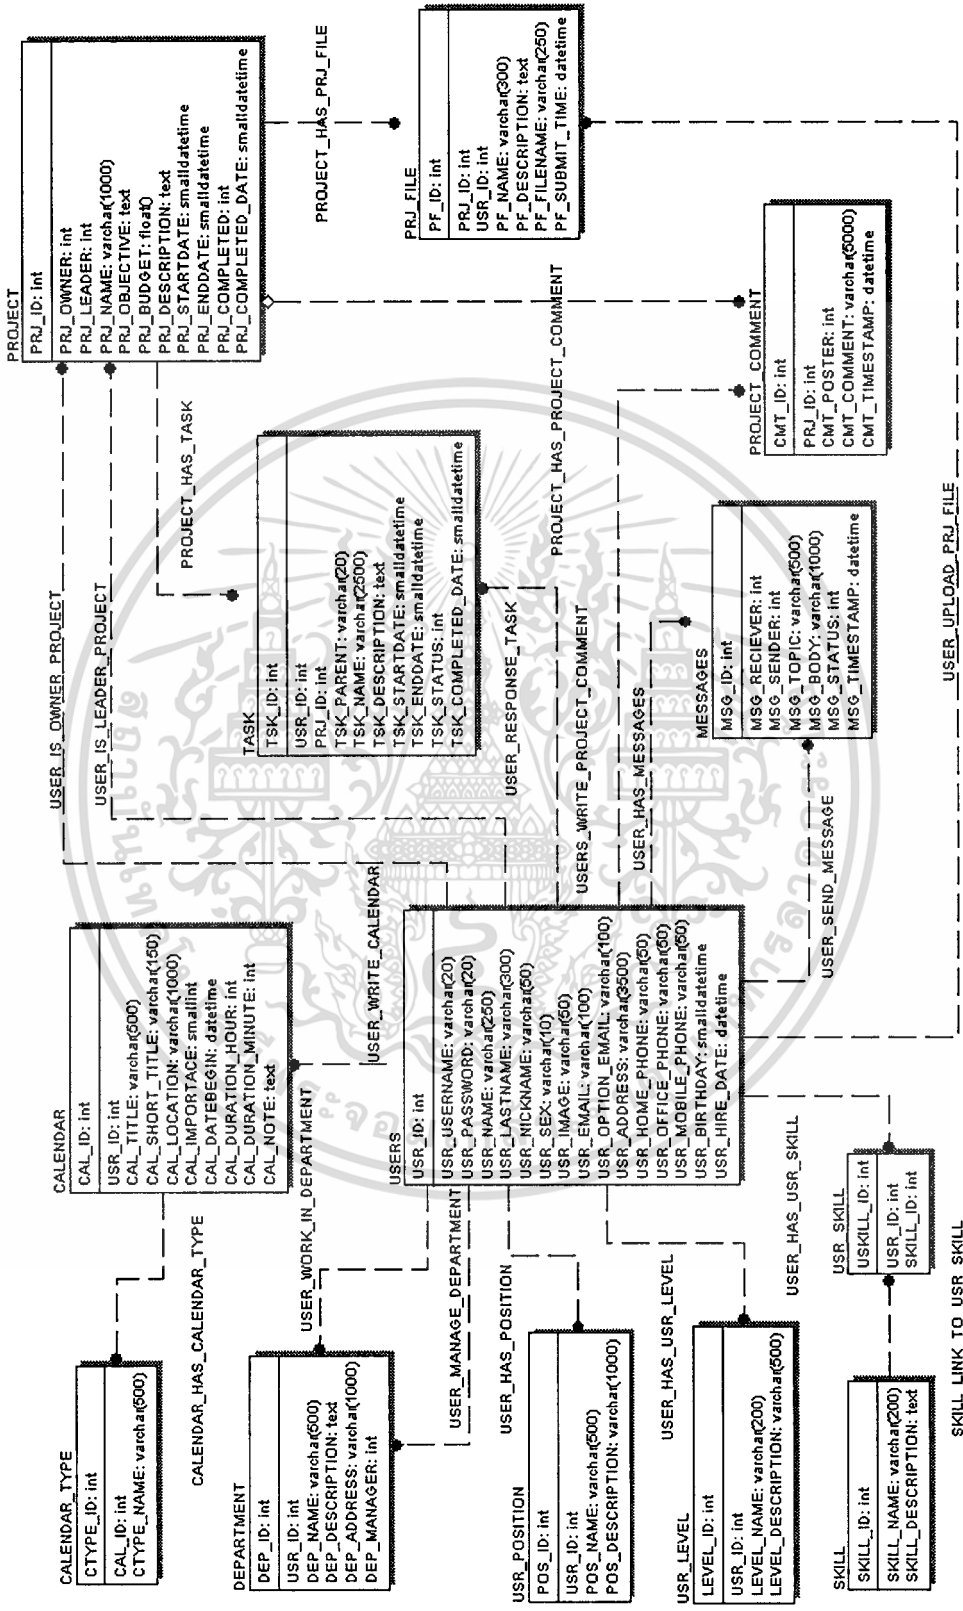 CALENDAR_TYPE
CTYPE_ID: int
CAL_ID: int
CTYPE_NAME: varchar(500)
CALENDAR_HAS_CALENDAR_TYPE
CALENDAR
CAL_ID: int
USR_ID: int
CAL_TITLE: varchar(500)
CAL_SHORT_TITLE: varchar(150)
CAL_LOCATION: varchar(1000)
CAL_IMPORTACE: smallint
CAL_DATEBEGIN: datetime
CAL_DURATION_HOUR: int
CAL_DURATION_MINUTE: int
CAL_NOTE: text
USER_IS_OWNER_PROJECT
USER_IS_LEADER_PROJECT
PROJECT
PRJ_ID: int
PRJ_OWNER: int
PRJ_LEADER: int
PRJ_NAME: varchar(1000)
PRJ_OBJECTIVE: text
PRJ_BUDGET: float()
PRJ_DESCRIPTION: text
PRJ_STARTDATE: smalldatetime
PRJ_ENDDATE: smalldatetime
PRJ_COMPLETED: int
PRJ_COMPLETED_DATE: smalldatetime
PROJECT_HAS_TASK
PROJECT_HAS_PRJ_FILE
DEPARTMENT
DEP_ID: int
USR_ID: int
DEP_NAME: varchar(500)
DEP_DESCRIPTION: text
DEP_ADDRESS: varchar(1000)
DEP_MANAGER: int
USER_WORK_IN_DEPARTMENT
USER_WRITE_CALENDAR
TASK
TSK_ID: int
USR_ID: int
PRJ_ID: int
TSK_PARENT: varchar(20)
TSK_NAME: varchar(2500)
TSK_DESCRIPTION: text
TSK_STARTDATE: smalldatetime
TSK_ENDDATE: smalldatetime
TSK_STATUS: int
TSK_COMPLETED_DATE: smalldatetime
USERS
USR_ID: int
USR_USERNAME: varchar(20)
USR_PASSWORD: varchar(20)
USR_NAME: varchar(250)
USR_LASTNAME: varchar(300)
USR_NICKNAME: varchar(50)
USR_SEX: varchar(10)
USR_IMAGE: varchar(50)
USR_EMAIL: varchar(100)
USR_OPTION_EMAIL: varchar(100)
USR_ADDRESS: varchar(3500)
USR_HOME_PHONE: varchar(50)
USR_OFFICE_PHONE: varchar(50)
USR_MOBILE_PHONE: varchar(50)
USR_BIRTHDAY: smalldatetime
USR_HIRE_DATE: datetime
PRJ_FILE
PF_ID: int
PRJ_ID: int
USR_ID: int
PF_NAME: varchar(300)
PF_DESCRIPTION: text
PF_FILENAME: varchar(250)
PF_SUBMIT_TIME: datetime
USER_MANAGE_DEPARTMENT
USER_HAS_POSITION
USER_RESPONSE_TASK
PROJECT_HAS_PROJECT_COMMENT
USERS_WRITE_PROJECT_COMMENT
USR_POSITION
POS_ID: int
USR_ID: int
POS_NAME: varchar(500)
POS_DESCRIPTION: varchar(1000)
USER_HAS_USR_LEVEL
USER_HAS_MESSAGES
USR_LEVEL
LEVEL_ID: int
USR_ID: int
LEVEL_NAME: varchar(200)
LEVEL_DESCRIPTION: varchar(500)
MESSAGES
MSG_ID: int
MSG_RECIEVER: int
MSG_SENDER: int
MSG_TOPIC: varchar(500)
MSG_BODY: varchar(1000)
MSG_STATUS: int
MSG_TIMESTAMP: datetime
PROJECT_COMMENT
CMT_ID: int
PRJ_ID: int
CMT_POSTER: int
CMT_COMMENT: varchar(5000)
CMT_TIMESTAMP: datetime
USER_HAS_USR_SKILL
USER_SEND_MESSAGE
SKILL
SKILL_ID: int
SKILL_NAME: varchar(200)
SKILL_DESCRIPTION: text
USR_SKILL
USKILL_ID: int
USR_ID: int
SKILL_ID: int
USER_UPLOAD_PRJ_FILE
SKILL LINK TO USR SKILL